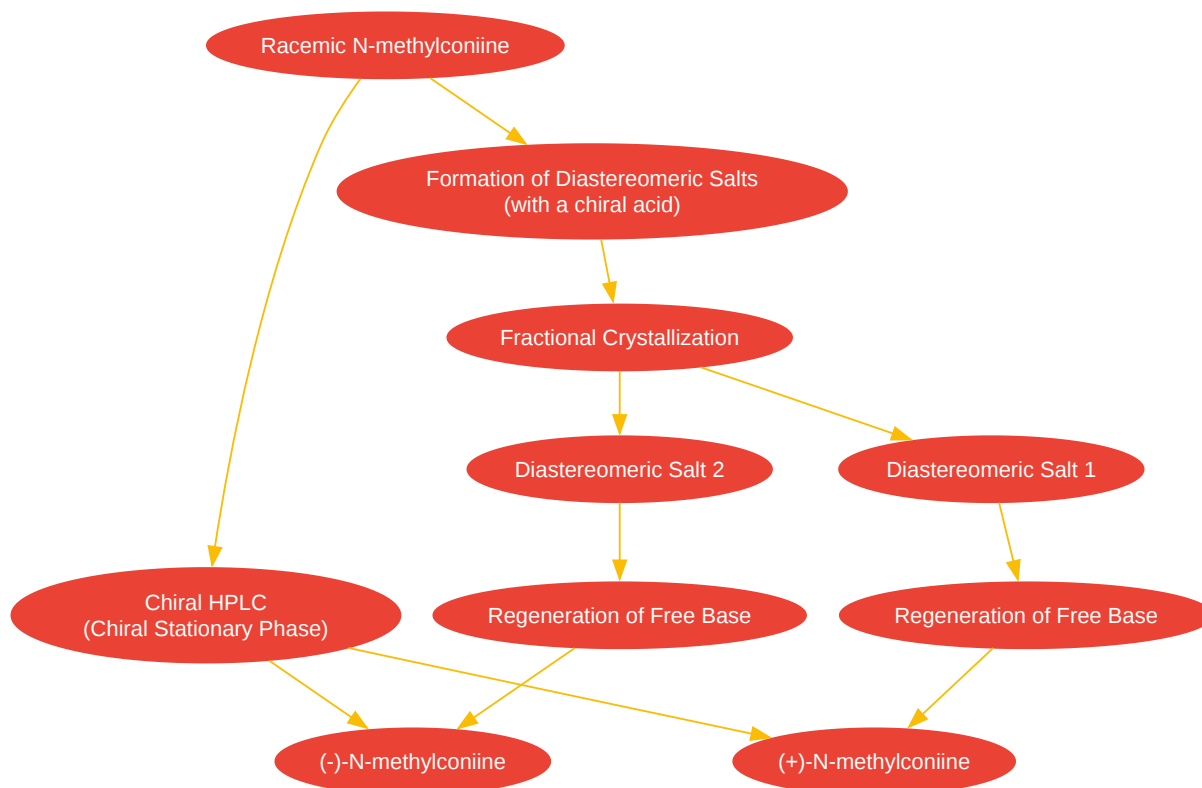 Racemic N-methylconiine
Formation of Diastereomeric Salts
(with a chiral acid)
Fractional Crystallization
Diastereomeric Salt 2
Diastereomeric Salt 1
Chiral HPLC
(Chiral Stationary Phase)
Regeneration of Free Base
Regeneration of Free Base
(-)-N-methylconiine
(+)-N-methylconiine